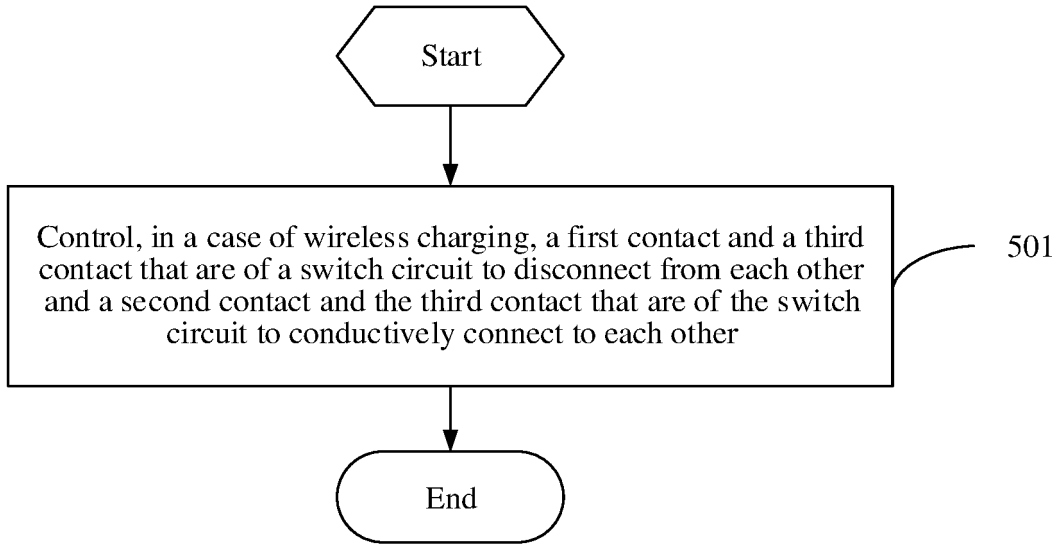 Start
Control, in a case of wireless charging, a first contact and a third
contact that are of a switch circuit to disconnect from each other
and a second contact and the third contact that are of the switch
circuit to conductively connect to each other
501
End